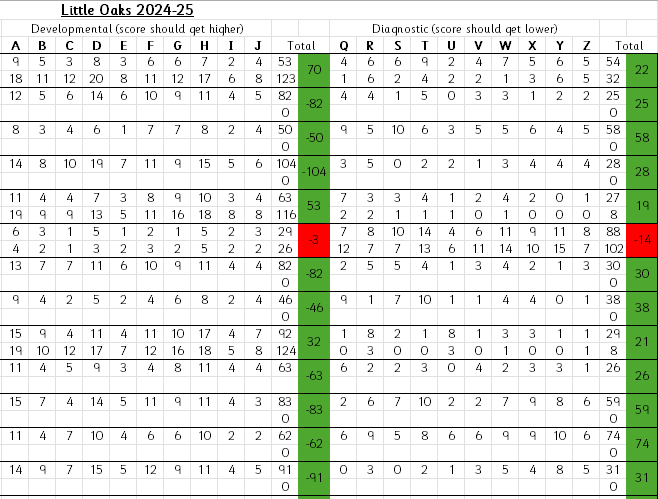 Little Oaks 2024-25
Developmental (score should get higher) Diagnostic (score should get lower)
A B C D E F G H I J Total Q R S T U V W X Y Z Total
9 5 3 8 3 6 6 7 2 4 53 70 4 6 6 9 2 4 7 5 6 5 54 22
18 11 12 20 8 11 12 17 6 8 123 1 6 2 4 2 2 1 3 6 5 32
12 5 6 14 6 10 9 11 4 5 82 -82 4 4 1 5 0 3 3 1 2 2 25 25
0 0
8 3 4 6 1 7 7 8 2 4 50 -50 9 5 10 6 3 5 5 6 4 5 58 58
0 0
14 8 10 19 7 11 9 15 5 6 104 -104 3 5 0 2 2 1 3 4 4 4 28 28
0 0
11 4 4 7 3 8 9 10 3 4 63 53 7 3 3 4 1 2 4 2 0 1 27 19
19 9 9 13 5 11 16 18 8 8 116 2 2 1 1 1 0 1 0 0 0 8
6 3 1 5 1 2 1 5 2 3 29 -3 7 8 10 14 4 6 11 9 11 8 88 -14
4 2 1 3 2 3 2 5 2 2 26 12 7 7 13 6 11 14 10 15 7 102
13 7 7 11 6 10 9 11 4 4 82 -82 2 5 5 4 1 3 4 2 1 3 30 30
0 0
9 4 2 5 2 4 6 8 2 4 46 -46 9 1 7 10 1 1 4 4 0 1 38 38
0 0
15 9 4 11 4 11 10 17 4 7 92 32 1 8 2 1 8 1 3 3 1 1 29 21
19 10 12 17 7 12 16 18 5 8 124 0 3 0 0 3 0 1 0 0 1 8
11 4 5 9 3 4 8 11 4 4 63 -63 6 2 2 3 0 4 2 3 3 1 26 26
15 7 4 14 5 11 9 11 4 3 83 -83 2 6 7 10 2 2 7 9 8 6 59 59
0 0
11 4 7 10 4 6 6 10 2 2 62 -62 6 9 5 8 6 6 9 9 10 6 74 74
0 0
14 9 7 15 5 12 9 11 4 5 91 -91 0 3 0 2 1 3 5 4 8 5 31 31
0 0